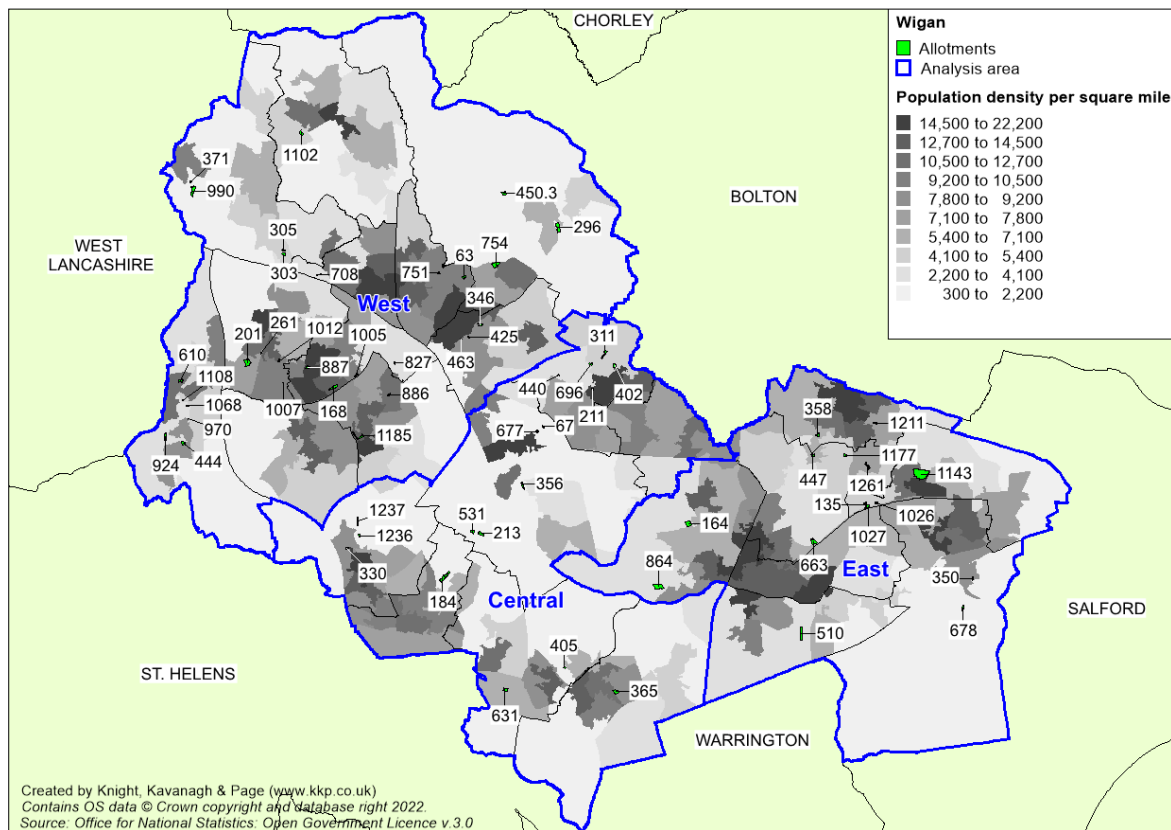 CHORLEY
Wigan
Allotments
Analysis area
Population density per square mile
14,500 to 22,200
12,700 to 14,500
10,500 to 12,700
9,200 to 10,500
7,800 to 9,200
7,100 to 7,800
5,400 to 7,100
4,100 to 5,400
2,200 to 4,100
300 to 2,200
1102
371
990
450.3
BOLTON
296
305
WEST
LANCASHIRE
303
708
751
63
754
346
West
201
261
1012
1005
425
311
610
887
827
463
1108
440
696
402
1068
1007
168
886
211
358
1211
970
677
67
1177
924
444
1185
447
1143
1261
356
135
1026
1237
531
1027
164
1236
213
663
330
864
East
350
184
Central
SALFORD
678
510
405
ST. HELENS
365
631
WARRINGTON
Created by Knight, Kavanagh & Page (www.kkp.co.uk)
Contains OS data © Crown copyright and database right 2022.
Source: Office for National Statistics: Open Government Licence v.3.0